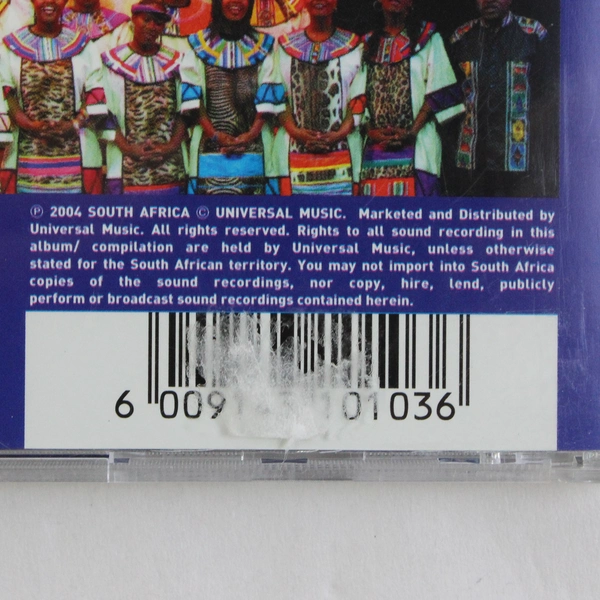 ℗ 2004 SOUTH AFRICA © UNIVERSAL MUSIC. Marketed and Distributed by
Universal Music. All rights reserved. Rights to all sound recording in this
album/ compilation are held by Universal Music, unless otherwise
stated for the South African territory. You may not import into South Africa
copies of the sound recordings, nor copy, hire, lend, publicly
perform or broadcast sound recordings contained herein.
6 009 101036